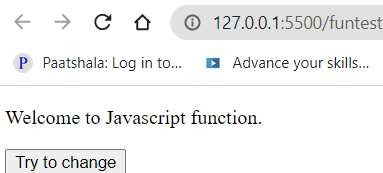 127.0.0.1:5500/funtest
Paatshala: Log in to... Advance your skills...
Welcome to Javascript function.
Try to change